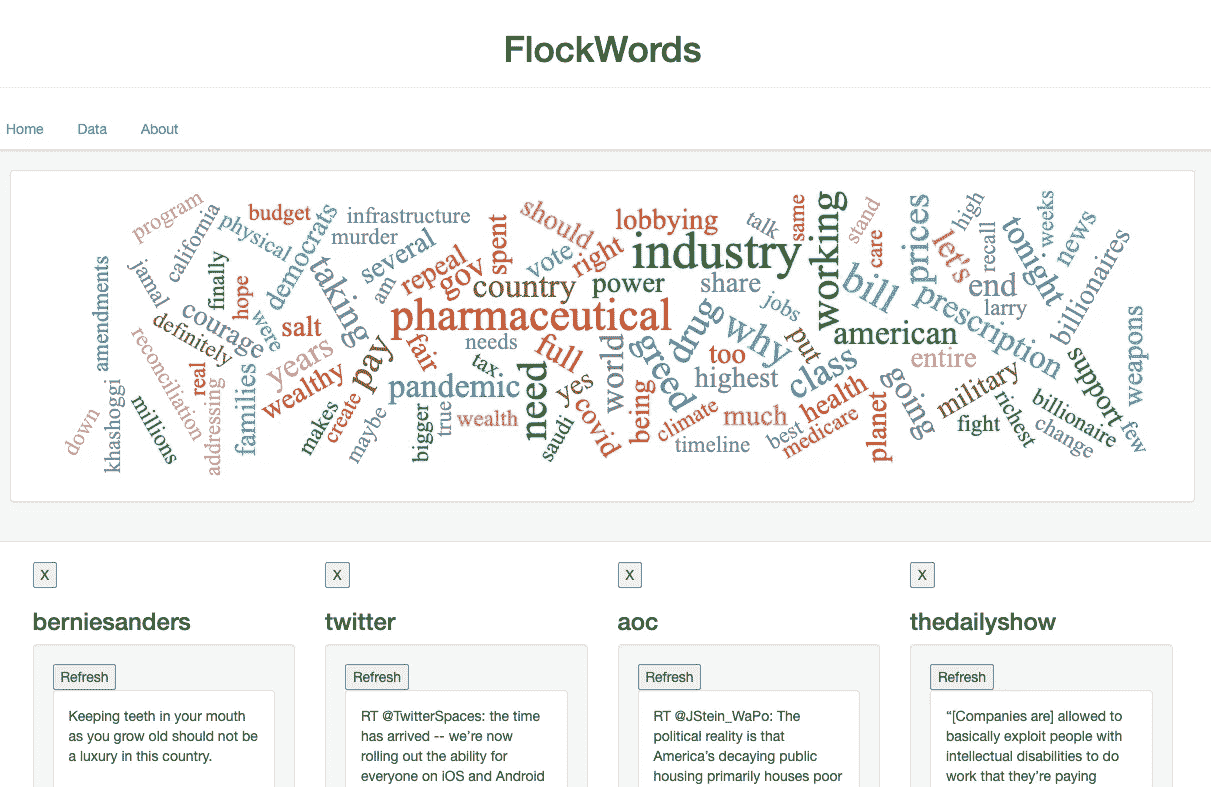 FlockWords
Home Data About
program
california
physical
budget
democrats
infrastructure
murder
several
am
repeal
gov
spent
should
vote
right
lobbying
talk
same
working
stand
care
prices
let's
high
recall
tonight
weeks
news
billionaires
amendments
jamal
finally
hope
were
taking
country
power
industry
share
jobs
bill
end
larry
prescription
definitely
courage
salt
pharmaceutical
needs
drug
why
put
american
entire
reconciliation
real
years
pay
fair
tax.
full
world
greed
too
highest
class
support
weapons
down
khashoggi
millions
addressing
families
wealthy
makes
create
maybe
pandemic
bigger
true
wealth
need
yes
saudi
covid
being
climate
much
timeline
best
health
medicare
planet
going
military
fight
richest
billionaire
change
few
X X X X
berniesanders
Refresh
Keeping teeth in your mouth
as you grow old should not be
a luxury in this country.
twitter
Refresh
RT @TwitterSpaces: the time
has arrived -- we’re now
rolling out the ability for
everyone on iOS and Android
aoc
Refresh
RT @JStein_WaPo: The
political reality is that
America’s decaying public
housing primarily houses poor
thedailyshow
Refresh
“[Companies are] allowed to
basically exploit people with
intellectual disabilities to do
work that they’re paying